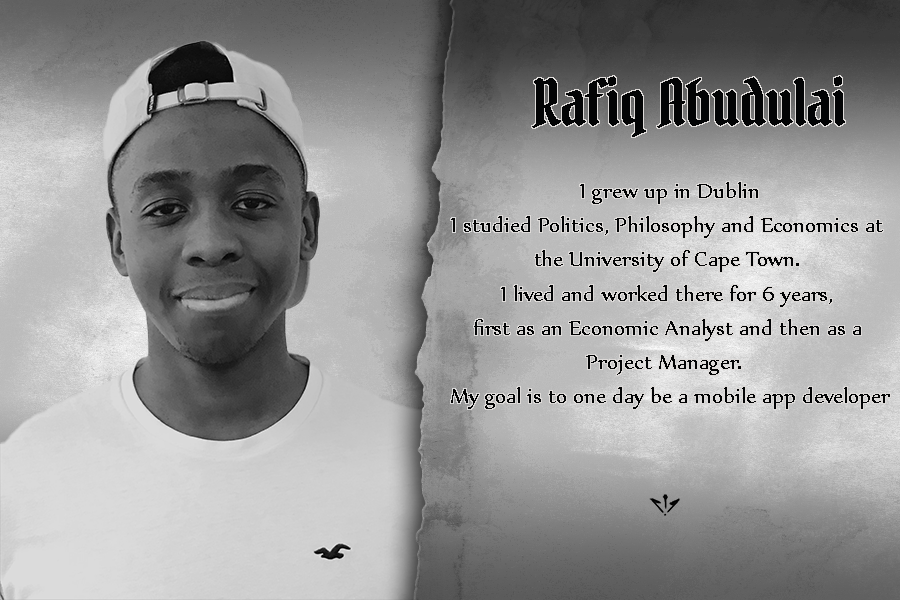 Rafiq Abudulai
I grew up in Dublin
I studied Politics, Philosophy and Economics at
the University of Cape Town.
I lived and worked there for 6 years,
first as an Economic Analyst and then as a
Project Manager.
My goal is to one day be a mobile app developer